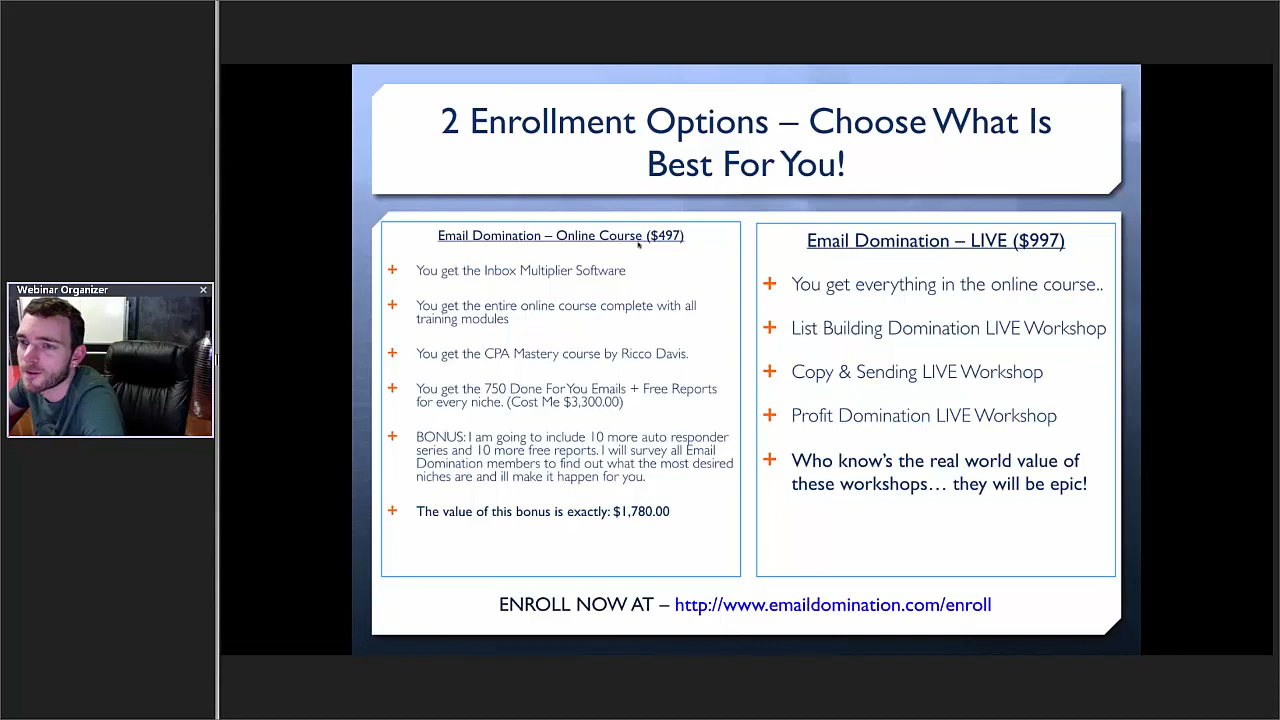 Webinar Organizer
2 Enrollment Options – Choose What Is
Best For You!
Email Domination – Online Course ($497)
You get the Inbox Multiplier Software
You get the entire online course complete with all
training modules
You get the CPA Mastery course by Ricco Davis.
You get the 750 Done For You Emails + Free Reports
for every niche. (Cost Me $3,300.00)
BONUS: I am going to include 10 more auto responder
series and 10 more free reports. I will survey all Email
Domination members to find out what the most desired
niches are and ill make it happen for you.
The value of this bonus is exactly: $1,780.00
Email Domination – LIVE ($997)
You get everything in the online course..
List Building Domination LIVE Workshop
Copy & Sending LIVE Workshop
Profit Domination LIVE Workshop
Who know's the real world value of
these workshops… they will be epic!
ENROLL NOW AT – http://www.emaildomination.com/enroll